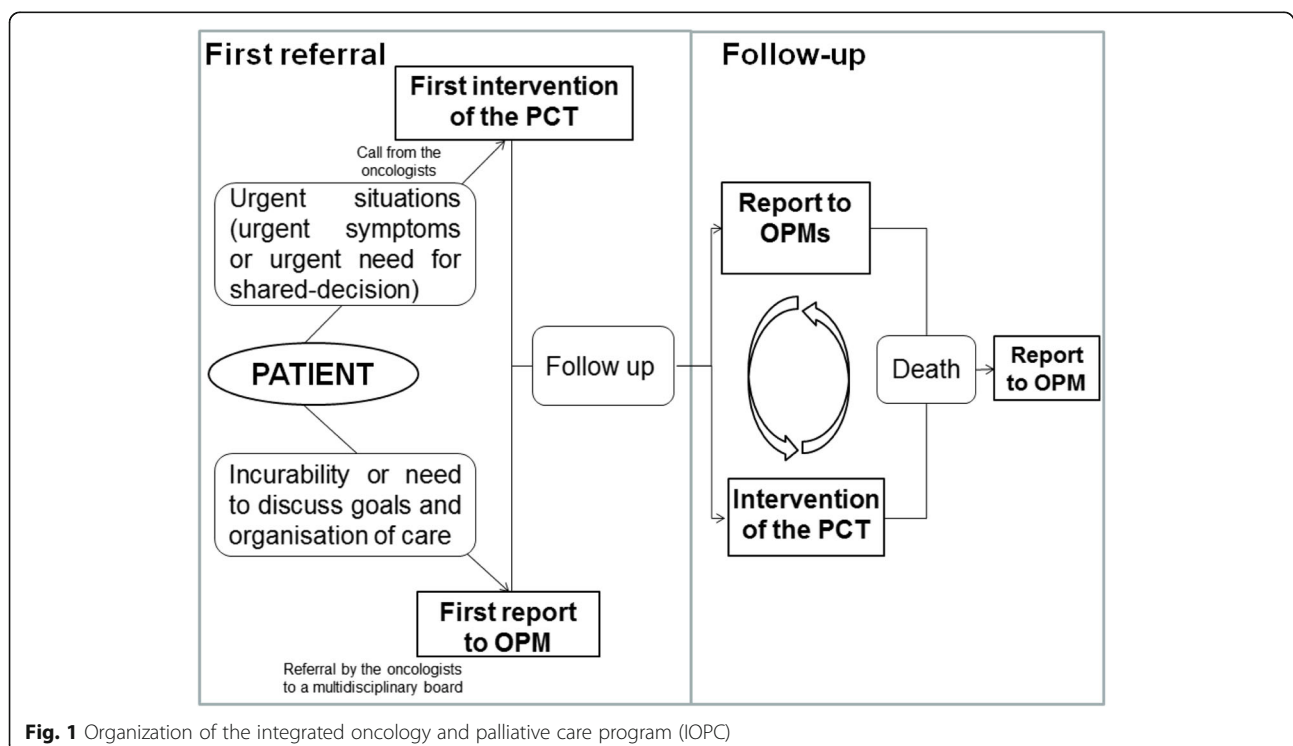 First referral
First intervention
of the PCT
Call from the
oncologists
Urgent situations
(urgent symptoms
or urgent need for
shared-decision)
PATIENT
Incurability or need
to discuss goals and
organisation of care
First report
to OPM
Referral by the oncologists
to a multidisciplinary board
Follow up
Follow-up
Report to
OPMs
Intervention
of the PCT
Death
Report
to OPM
Fig. 1 Organization of the integrated oncology and palliative care program (IOPC)